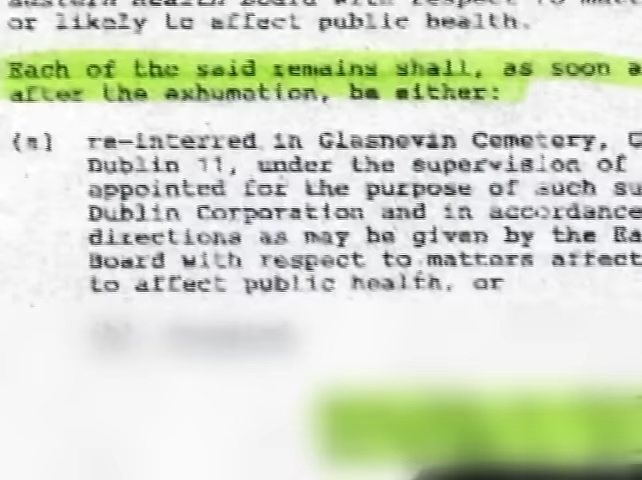 or likely to affect public health.
Each of the said remains shall, as soon a
after the exhumation, be either:
(a) re-interred in Glasnevin Cemetery,
Dublin 11, under the supervision of
appointed for the purpose of such su
Dublin Corporation and in accordance
directions as may be given by the Ea
Board with respect to matters affect
to affect public health, or